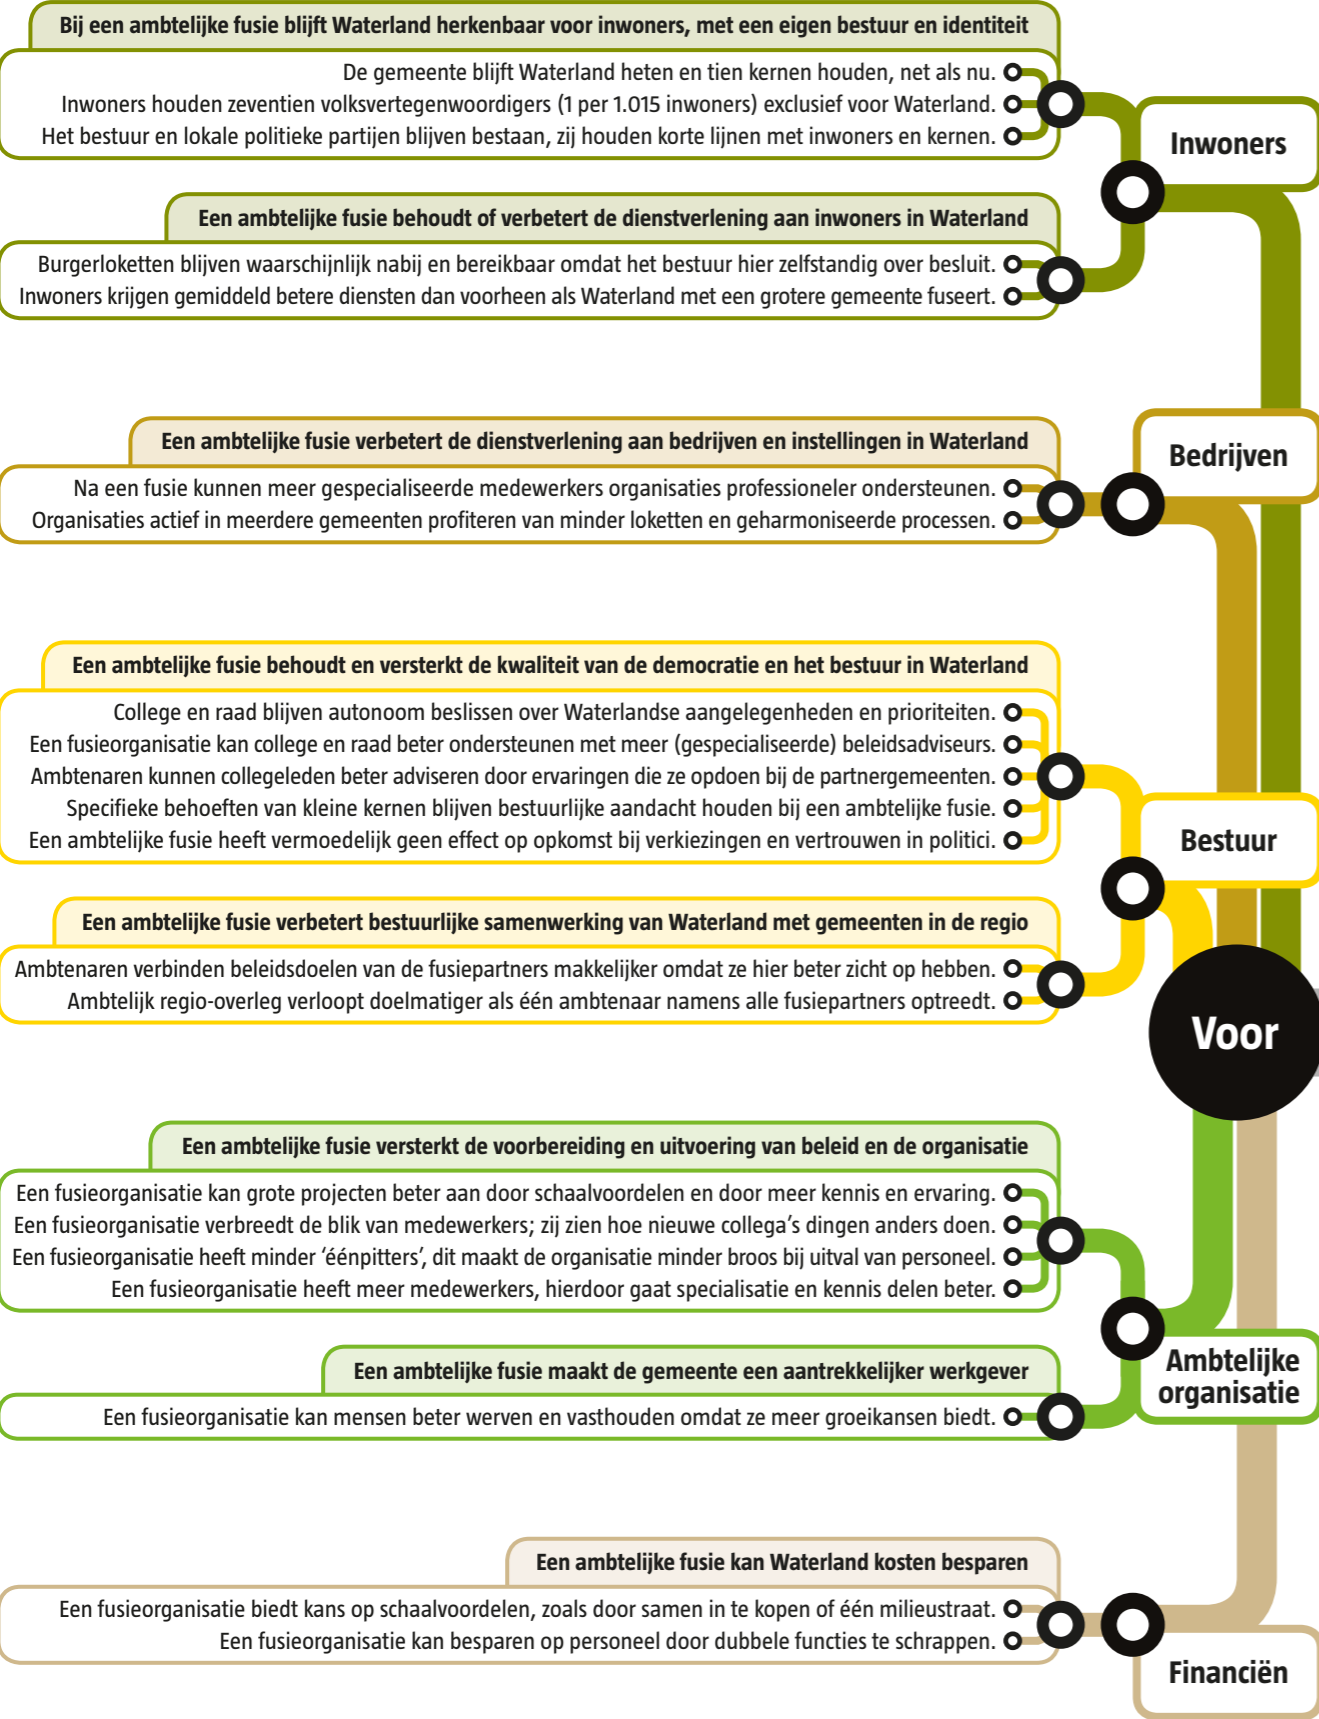 Bij een ambtelijke fusie blijft Waterland herkenbaar voor inwoners, met een eigen bestuur en identiteit
De gemeente blijft Waterland heten en tien kernen houden, net als nu.
Inwoners houden zeventien volksvertegenwoordigers (1 per 1.015 inwoners) exclusief voor Waterland.
Het bestuur en lokale politieke partijen blijven bestaan, zij houden korte lijnen met inwoners en kernen.
Inwoners
Een ambtelijke fusie behoudt of verbetert de dienstverlening aan inwoners in Waterland
Burgerloketten blijven waarschijnlijk nabij en bereikbaar omdat het bestuur hier zelfstandig over besluit.
Inwoners krijgen gemiddeld betere diensten dan voorheen als Waterland met een grotere gemeente fuseert.
Een ambtelijke fusie verbetert de dienstverlening aan bedrijven en instellingen in Waterland
Bedrijven
Na een fusie kunnen meer gespecialiseerde medewerkers organisaties professioneler ondersteunen.
Organisaties actief in meerdere gemeenten profiteren van minder loketten en geharmoniseerde processen.
Een ambtelijke fusie behoudt en versterkt de kwaliteit van de democratie en het bestuur in Waterland
College en raad blijven autonoom beslissen over Waterlandse aangelegenheden en prioriteiten.
Een fusieorganisatie kan college en raad beter ondersteunen met meer (gespecialiseerde) beleidsadviseurs.
Ambtenaren kunnen collegeleden beter adviseren door ervaringen die ze opdoen bij de partnergemeenten.
Specifieke behoeften van kleine kernen blijven bestuurlijke aandacht houden bij een ambtelijke fusie.
Een ambtelijke fusie heeft vermoedelijk geen effect op opkomst bij verkiezingen en vertrouwen in politici.
Bestuur
Een ambtelijke fusie verbetert bestuurlijke samenwerking van Waterland met gemeenten in de regio
Ambtenaren verbinden beleidsdoelen van de fusiepartners makkelijker omdat ze hier beter zicht op hebben.
Ambtelijk regio-overleg verloopt doelmatiger als één ambtenaar namens alle fusiepartners optreedt.
Voor
Een ambtelijke fusie versterkt de voorbereiding en uitvoering van beleid en de organisatie
Een fusieorganisatie kan grote projecten beter aan door schaalvoordelen en door meer kennis en ervaring.
Een fusieorganisatie verbreedt de blik van medewerkers; zij zien hoe nieuwe collega's dingen anders doen.
Een fusieorganisatie heeft minder ‘éénpitters’, dit maakt de organisatie minder broos bij uitval van personeel.
Een fusieorganisatie heeft meer medewerkers, hierdoor gaat specialisatie en kennis delen beter.
Een ambtelijke fusie maakt de gemeente een aantrekkelijker werkgever
Een fusieorganisatie kan mensen beter werven en vasthouden omdat ze meer groeikansen biedt.
Ambtelijke
organisatie
Een ambtelijke fusie kan Waterland kosten besparen
Een fusieorganisatie biedt kans op schaalvoordelen, zoals door samen in te kopen of één milieustraat.
Een fusieorganisatie kan besparen op personeel door dubbele functies te schrappen.
Financiën